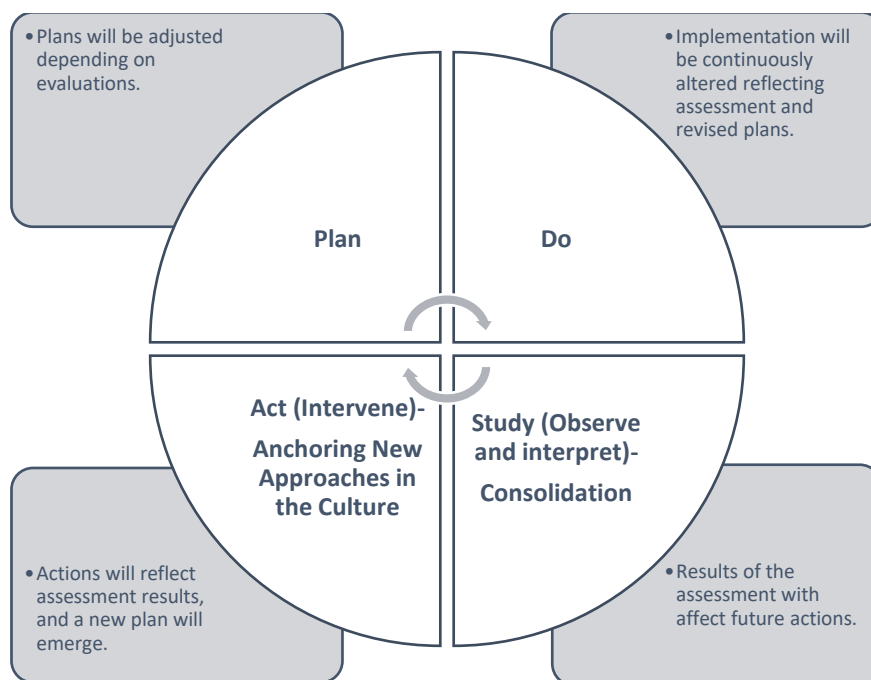 •Plans will be adjusted
depending on
evaluations.
•Implementation will
be continuously
altered reflecting
assessment and
revised plans.
Plan
Do
Act (Intervene)-
Anchoring New
Approaches in
the Culture
Study (Observe
and interpret)-
Consolidation
•Actions will reflect
assessment results,
and a new plan will
emerge.
•Results of the
assessment with
affect future actions.